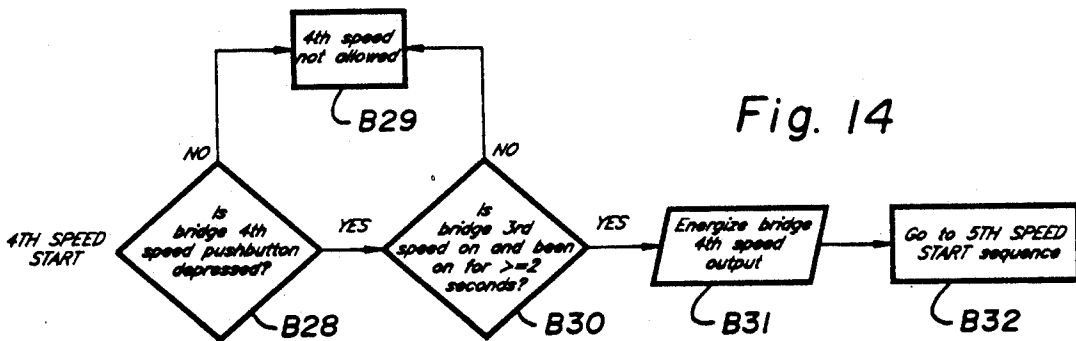 4th speed
not allowed
B29
Fig. 14
NO
NO
4TH SPEED
START
Is
bridge 4th
speed pushbutton
depressed?
YES
Is
bridge 3rd
speed on and been
on for >=2
seconds?
YES
Energize bridge
4th speed
output
Go to 5TH SPEED
START sequence
B28
B30
B31
B32